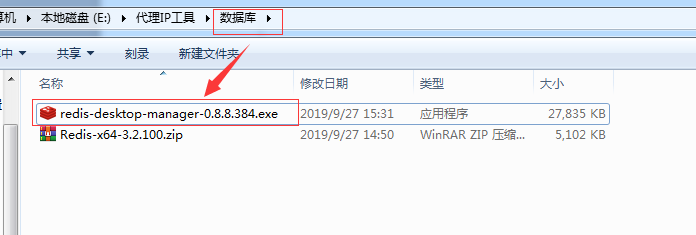 算机 ▸ 本地磁盘 (E:) ▸ 代理IP工具 ▸ 数据库 ▸
库中 ▾ 共享 ▾ 刻录 新建文件夹
名称 修改日期 类型 大小
redis-desktop-manager-0.8.8.384.exe 2019/9/27 15:31 应用程序 27,835 KB
Redis-x64-3.2.100.zip 2019/9/27 14:50 WinRAR ZIP 压缩... 5,102 KB